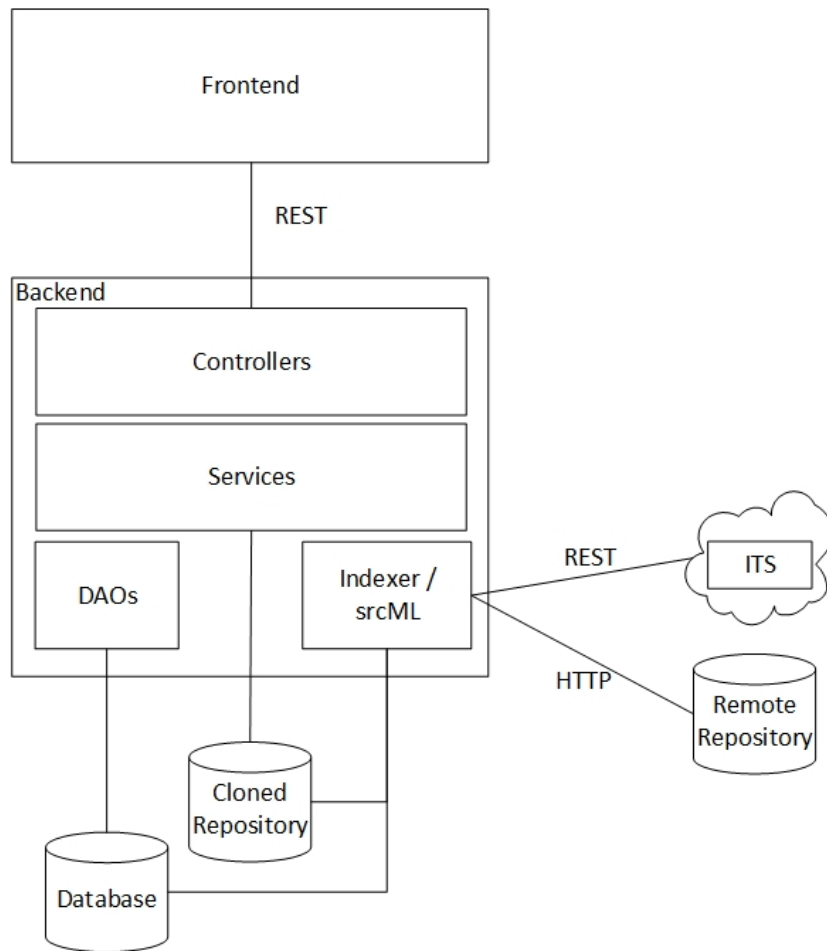 Frontend
REST
Backend
Controllers
Services
DAOs
Indexer /
srcML
REST
ITS
HTTP
Remote
Repository
Cloned
Repository
Database